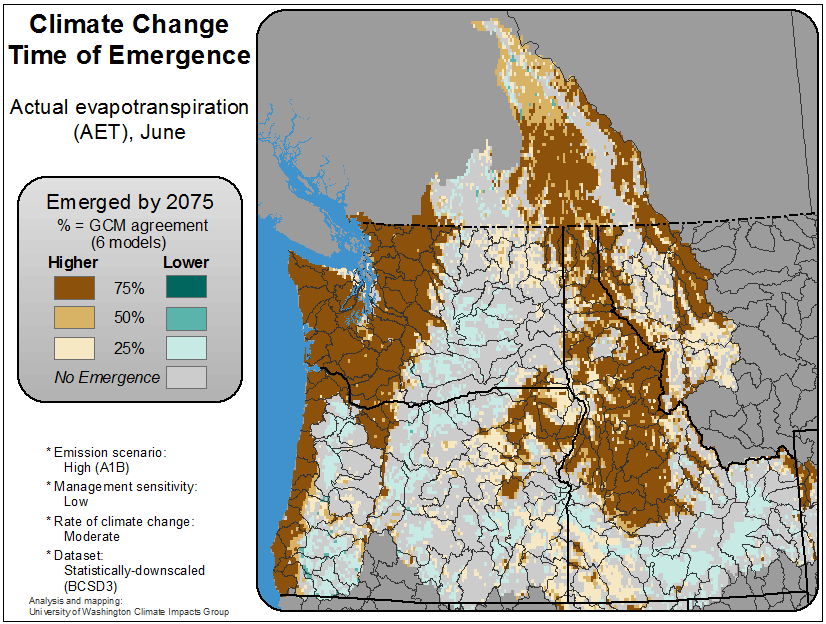 Climate Change
Time of Emergence
Actual evapotranspiration
(AET), June
Emerged by 2075
% = GCM agreement
(6 models)
Higher Lower
75%
50%
25%
No Emergence
* Emission scenario:
High (A1B)
* Management sensitivity:
Low
* Rate of climate change:
Moderate
* Dataset:
Statistically-downscaled
(BCSD3)
Analysis and mapping:
University of Washington Climate Impacts Group